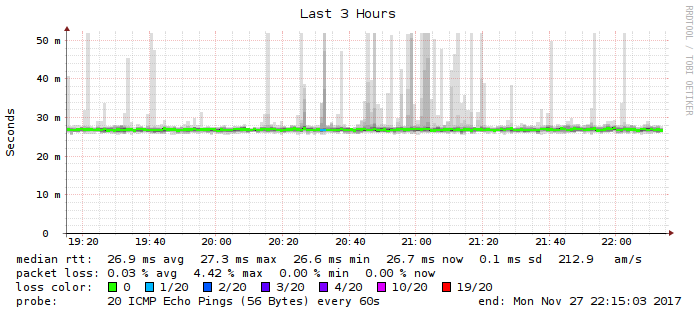 Last 3 Hours
RRDTOOL / TOBI OETIKER
Seconds
50 m
40 m
30 m
20 m
10 m
0
19:20 19:40 20:00 20:20 20:40 21:00 21:20 21:40 22:00
median rtt: 26.9 ms avg 27.3 ms max 26.6 ms min 26.7 ms now 0.1 ms sd 212.9 am/s
packet loss: 0.03 % avg 4.42 % max 0.00 % min 0.00 % now
loss color: 0 1/20 2/20 3/20 4/20 10/20 19/20
probe: 20 ICMP Echo Pings (56 Bytes) every 60s end: Mon Nov 27 22:15:03 2017